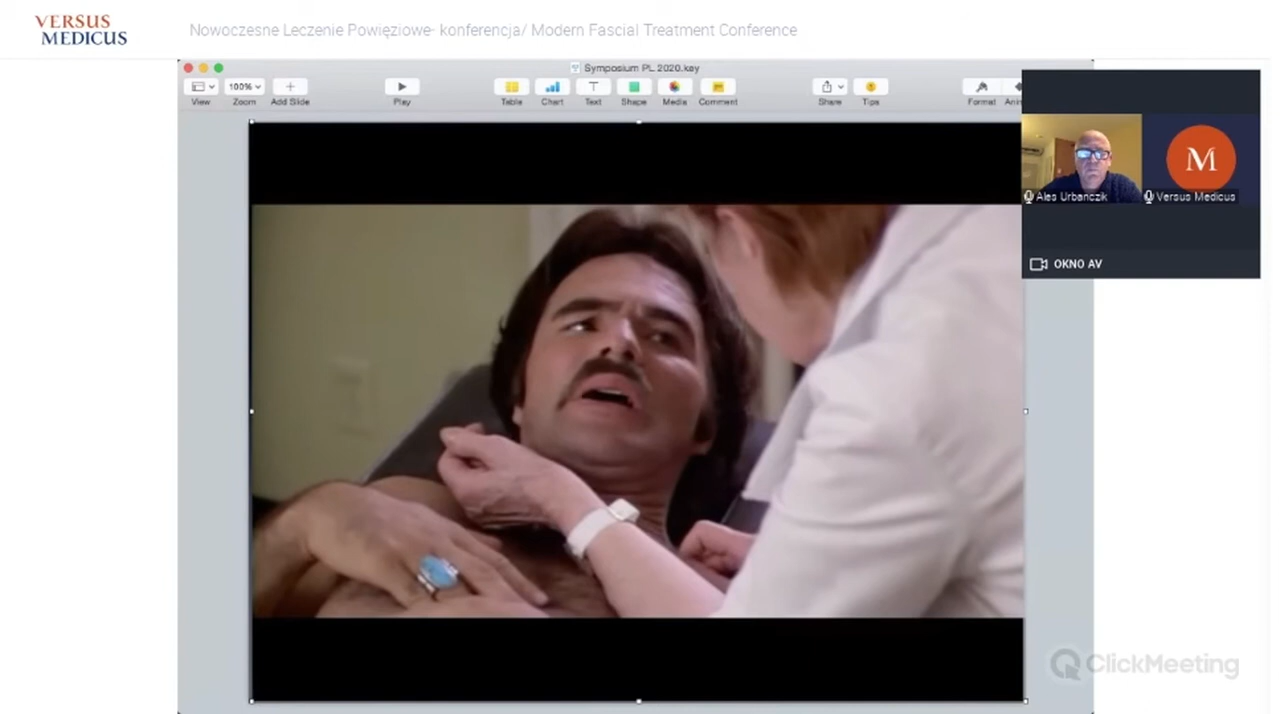 VERSUS
MEDICUS
Nowoczesne Leczenie Powięziowe- konferencja/ Modern Fascial Treatment Conference
Symposium PL 2020.key
100%
View
Zoom
Add Slide
Play
Table
Chart
Text
Shape
Media
Comment
Share
Tips
Format
Anim
M
Ales Urbanczik
Versus Medicus
OKNO AV
ClickMeeting